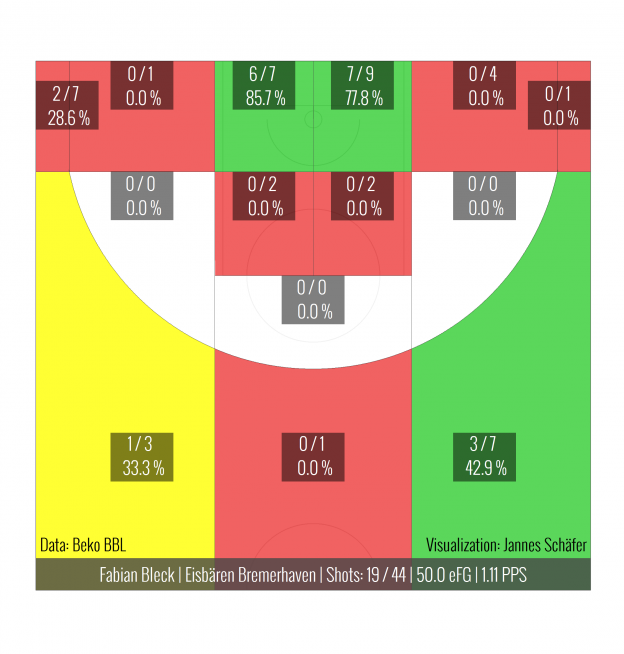 0 / 1
6 / 7
7 / 9
0 / 4
0.0 %
85.7 %
77.8 %
0.0 %
2 / 7
28.6 %
0 / 1
0.0 %
0 / 0
0.0 %
0 / 2
0.0 %
0 / 2
0.0 %
0 / 0
0.0 %
0 / 0
0.0 %
1 / 3
33.3 %
0 / 1
0.0 %
3 / 7
42.9 %
Data: Beko BBL
Visualization: Jannes Schäfer
Fabian Bleck | Eisbären Bremerhaven | Shots: 19 / 44 | 50.0 eFG | 1.11 PPS